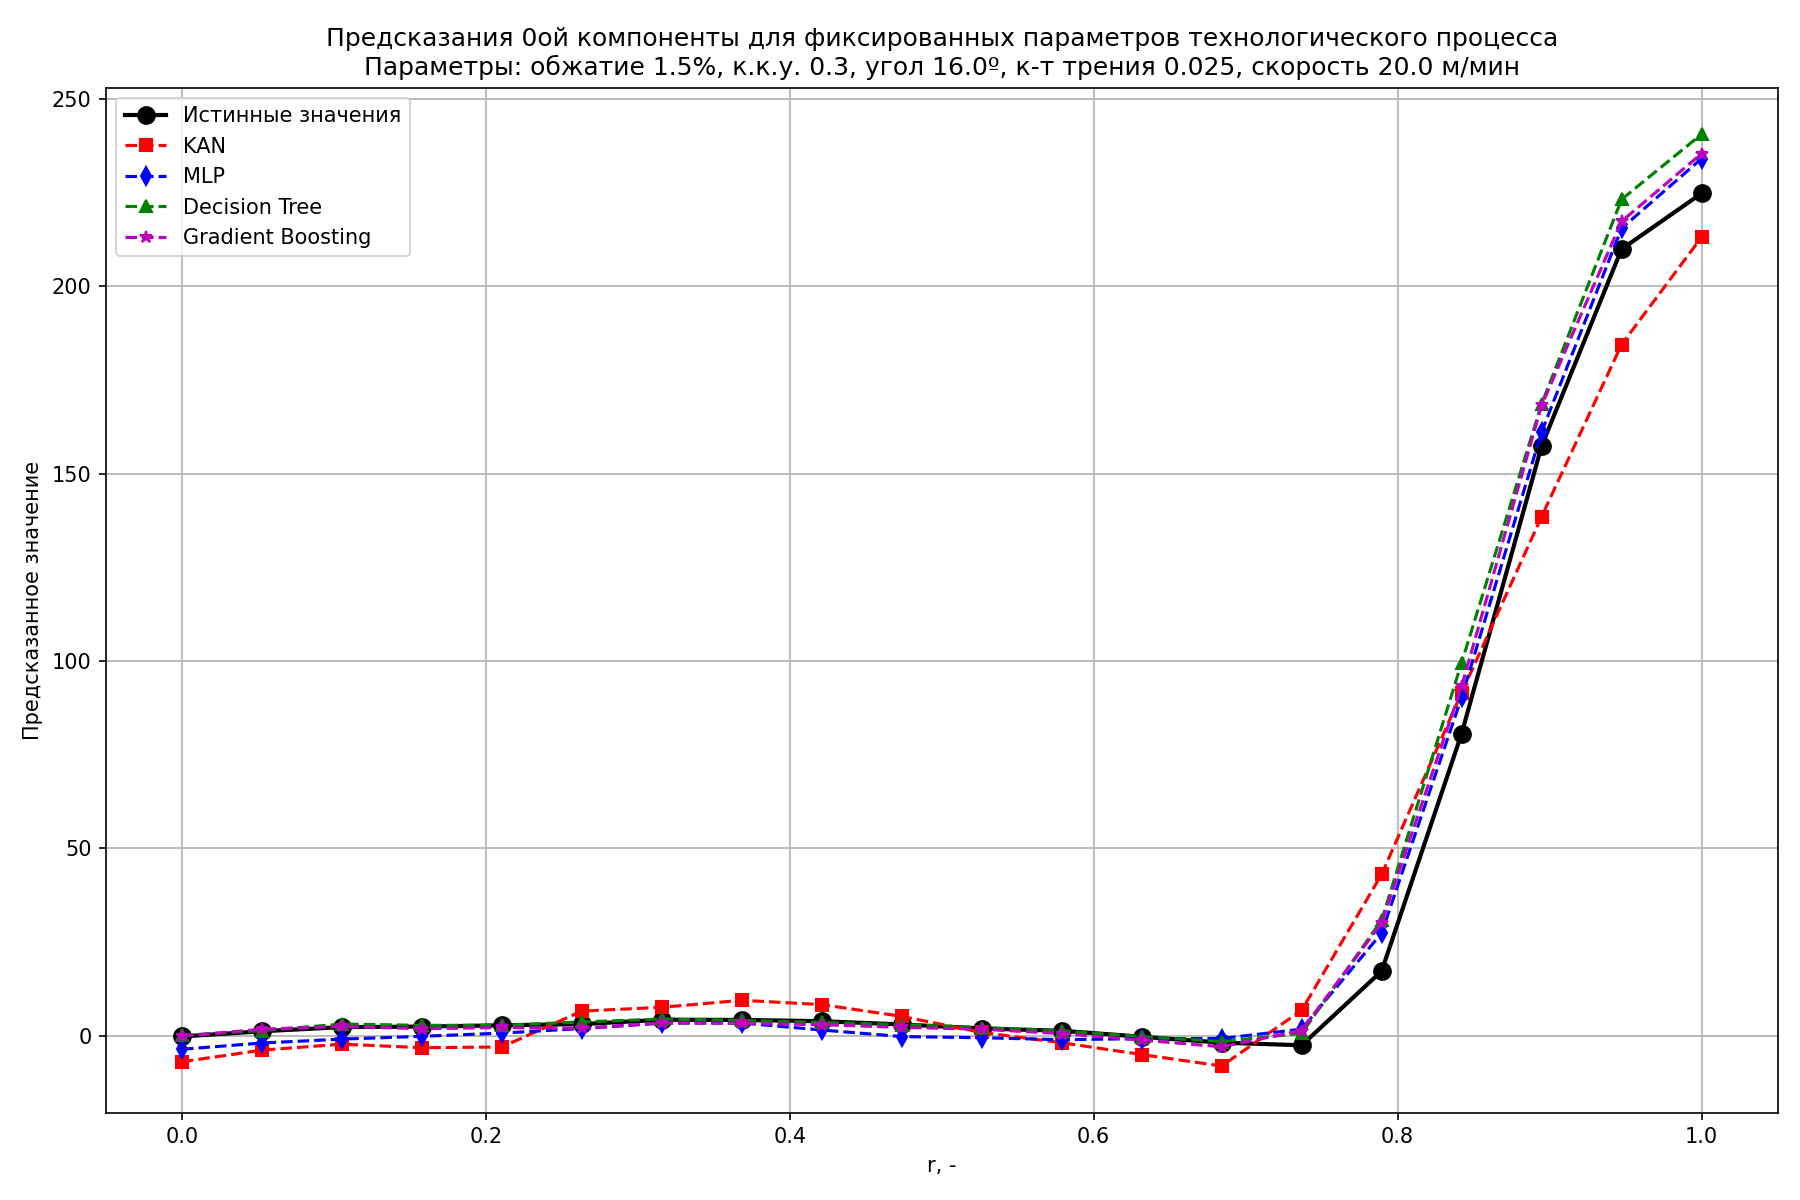 Предсказания 0ой компоненты для фиксированных параметров технологического процесса
Параметры: обжатие 1.5%, к.к.у. 0.3, угол 16.0º, к-т трения 0.025, скорость 20.0 м/мин
Истинные значения
KAN
MLP
Decision Tree
Gradient Boosting
Предсказанное значение
250
200
150
100
50
0
0.0
0.2
0.4
0.6
0.8
1.0
r, -